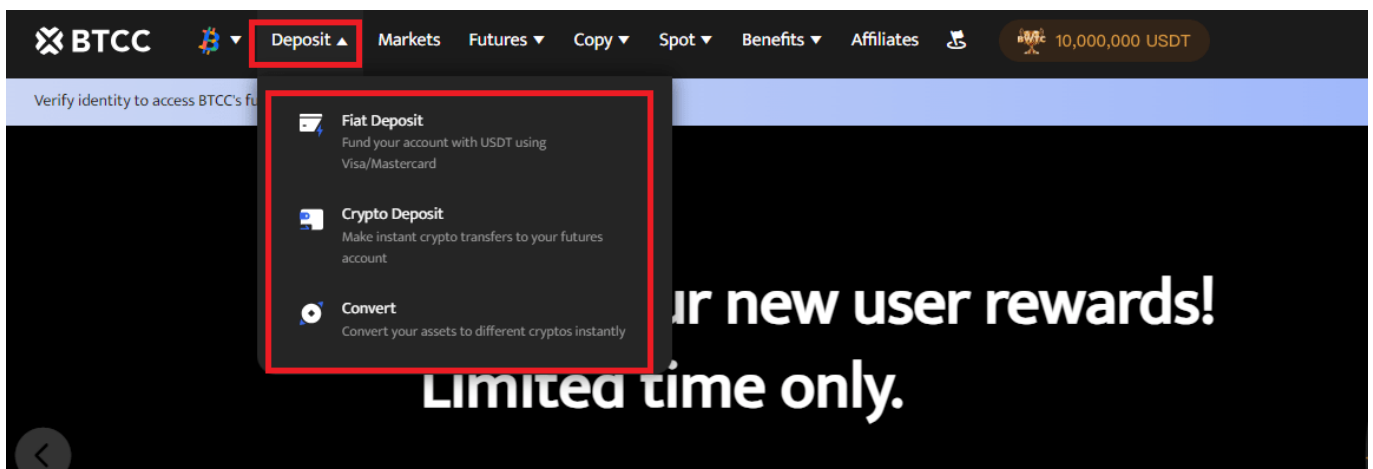 BTCC Deposit Markets Futures Copy Spot Benefits Affiliates 10,000,000 USDT
Verify identity to access BTCC's fu
Fiat Deposit
Fund your account with USDT using
Visa/Mastercard
Crypto Deposit
Make instant crypto transfers to your futures
account
Convert
Convert your assets to different cryptos instantly
ur new user rewards!
Limited time only.